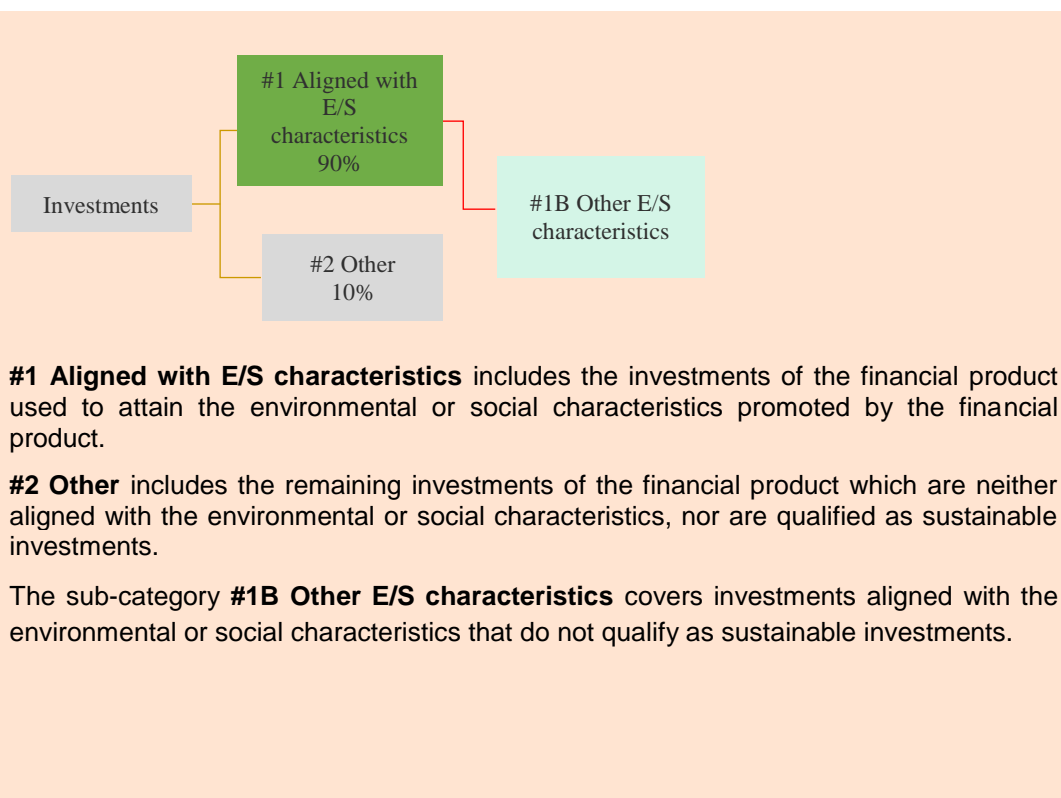 #1 Aligned with
E/S
characteristics
90%
Investments
#1B Other E/S
characteristics
#2 Other
10%
#1 Aligned with E/S characteristics includes the investments of the financial product
used to attain the environmental or social characteristics promoted by the financial
product.
#2 Other includes the remaining investments of the financial product which are neither
aligned with the environmental or social characteristics, nor are qualified as sustainable
investments.
The sub-category #1B Other E/S characteristics covers investments aligned with the
environmental or social characteristics that do not qualify as sustainable investments.